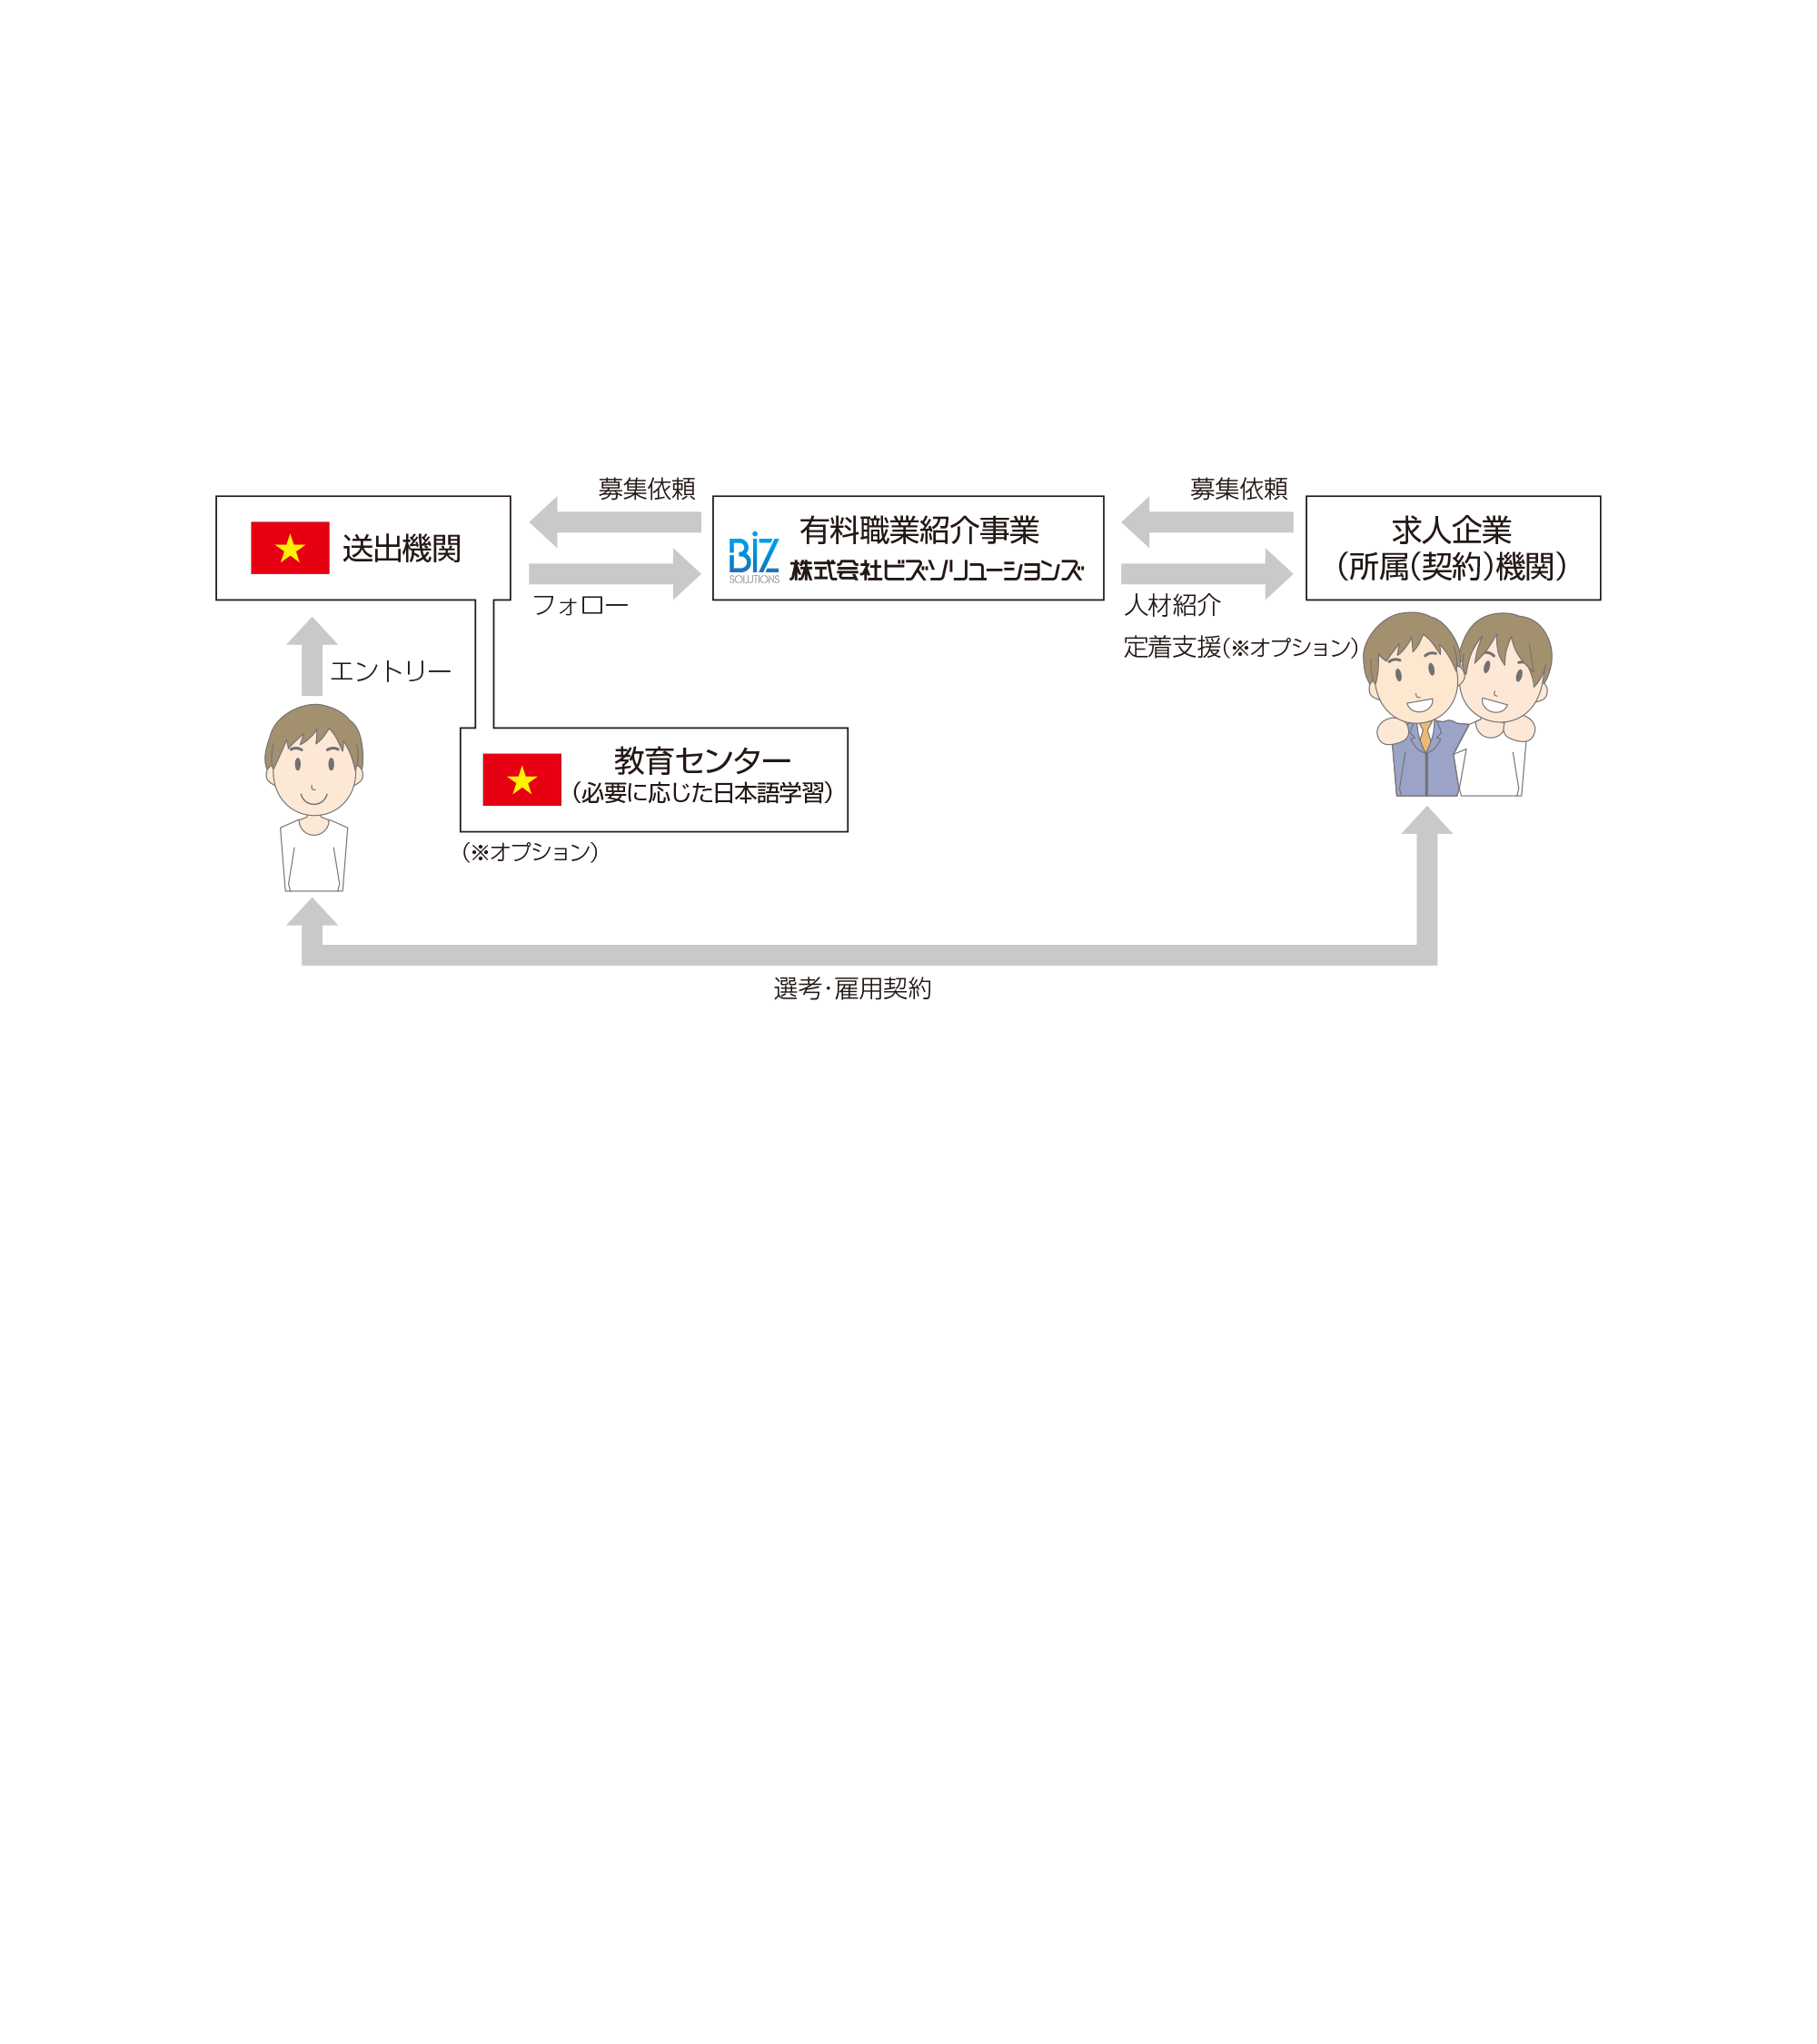 募集依頼
募集依頼
送出機関
BiZ
SOLUTIONS
有料職業紹介事業
株式会社ビズソリューションズ
求人企業
（所属（契約）機関）
フォロー
人材紹介
定着支援（※オプション）
エントリー
教育センター
（必要に応じた日本語学習）
（※オプション）
選考・雇用契約